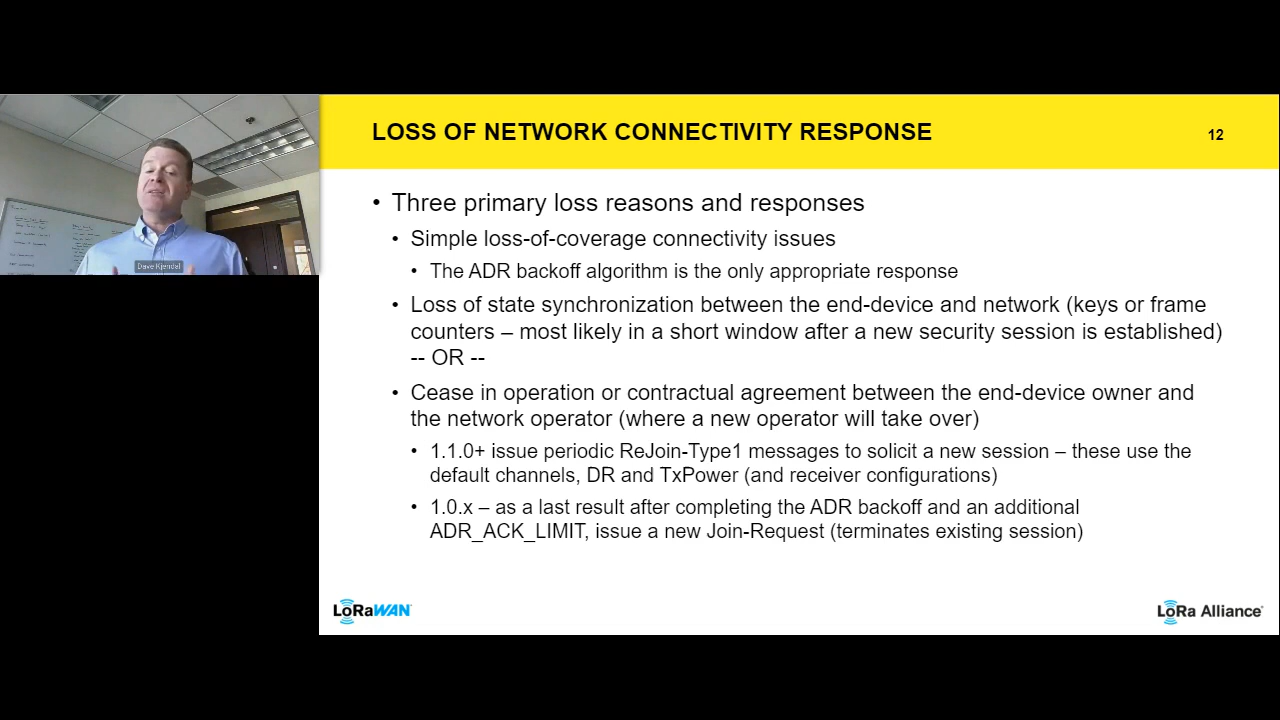 LOSS OF NETWORK CONNECTIVITY RESPONSE
12
• Three primary loss reasons and responses
• Simple loss-of-coverage connectivity issues
• The ADR backoff algorithm is the only appropriate response
• Loss of state synchronization between the end-device and network (keys or frame
counters – most likely in a short window after a new security session is established)
-- OR --
• Cease in operation or contractual agreement between the end-device owner and
the network operator (where a new operator will take over)
• 1.1.0+ issue periodic ReJoin-Type1 messages to solicit a new session – these use the
default channels, DR and TxPower (and receiver configurations)
• 1.0.x – as a last result after completing the ADR backoff and an additional
ADR_ACK_LIMIT, issue a new Join-Request (terminates existing session)
Dave Kjendal
LoRaWAN
LoRa Alliance